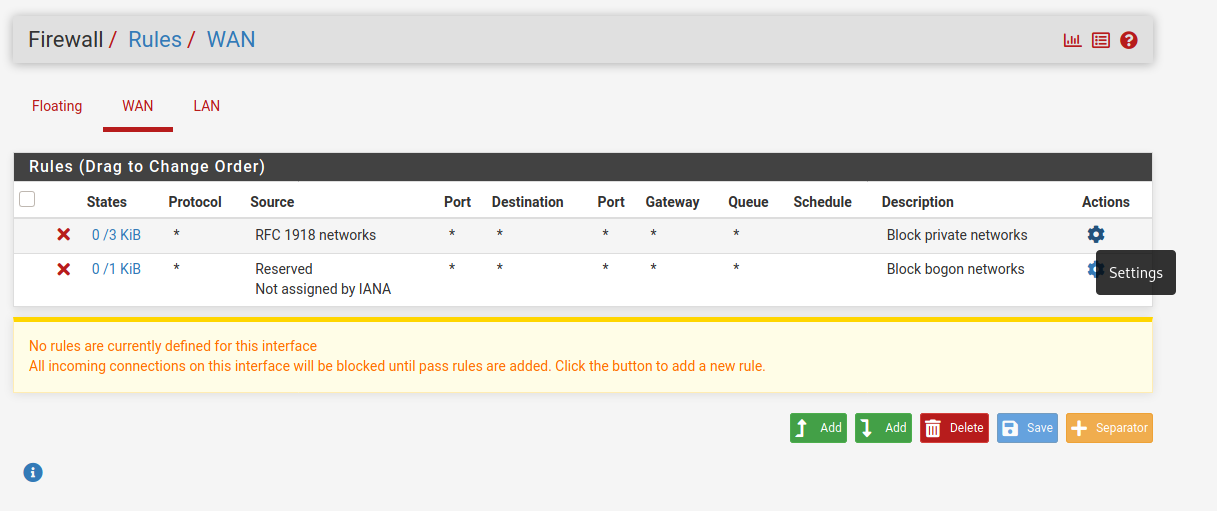 Firewall / Rules / WAN
Floating WAN LAN
Rules (Drag to Change Order)
States Protocol Source Port Destination Port Gateway Queue Schedule Description Actions
0 /3 KiB * RFC 1918 networks * * * * * Block private networks
0 /1 KiB * Reserved * * * * * Block bogon networks
Not assigned by IANA
Settings
No rules are currently defined for this interface
All incoming connections on this interface will be blocked until pass rules are added. Click the button to add a new rule.
Add Add Delete Save Separator